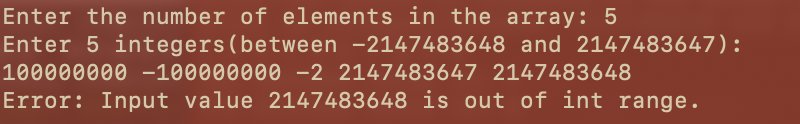 Enter the number of elements in the array: 5
Enter 5 integers(between -2147483648 and 2147483647):
100000000 -100000000 -2 2147483647 2147483648
Error: Input value 2147483648 is out of int range.